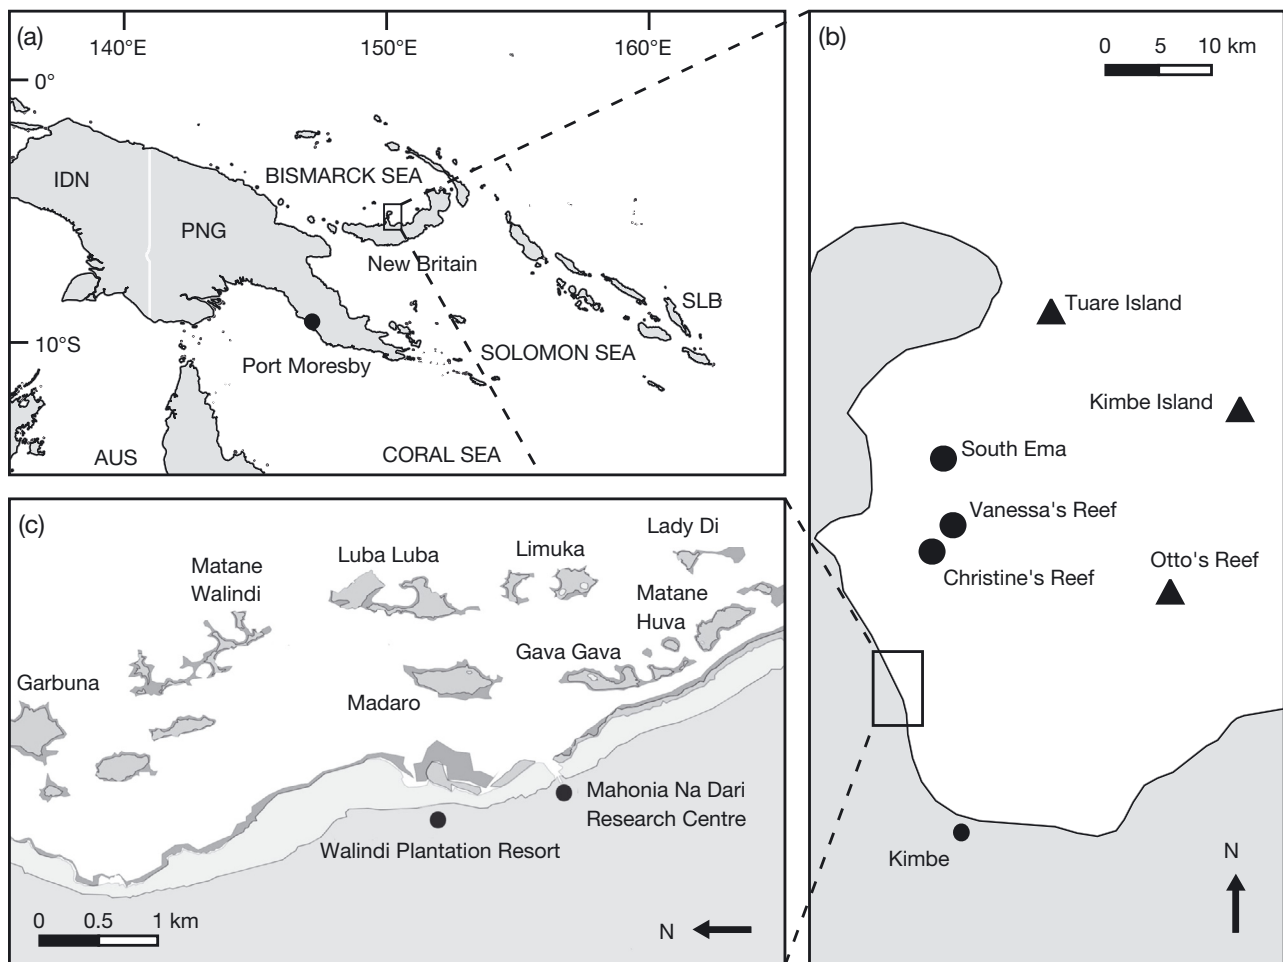 (a)
140°E
150°E
160°E
0°
IDN
BISMARCK SEA
PNG
New Britain
SLB
10°S
Port Moresby
SOLOMON SEA
AUS
CORAL SEA
(b)
0 5 10 km
Tuare Island
Kimbe Island
South Ema
Vanessa's Reef
Otto's Reef
Christine's Reef
Kimbe
N
(c)
Lady Di
Luba Luba
Limuka
Matane
Walindi
Matane
Huva
Gava Gava
Garbuna
Madaro
Mahonia Na Dari
Research Centre
Walindi Plantation Resort
0 0.5 1 km
N